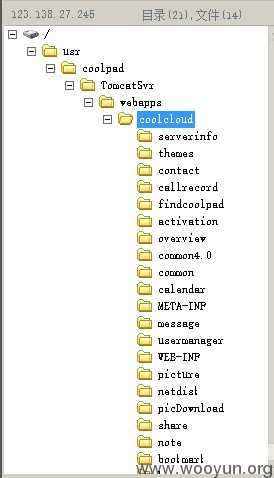 123.138.27.245 目录(21),文件(14)
/
usr
coolpad
TomcatSvr
webapps
coolcloud
serverinfo
themes
contact
callrecord
findcoolpad
activation
overview
common4.0
common
calendar
META-INF
message
usermanager
WEB-INF
picture
netdist
picDownload
share
note
bootmart
www.wooyun.org